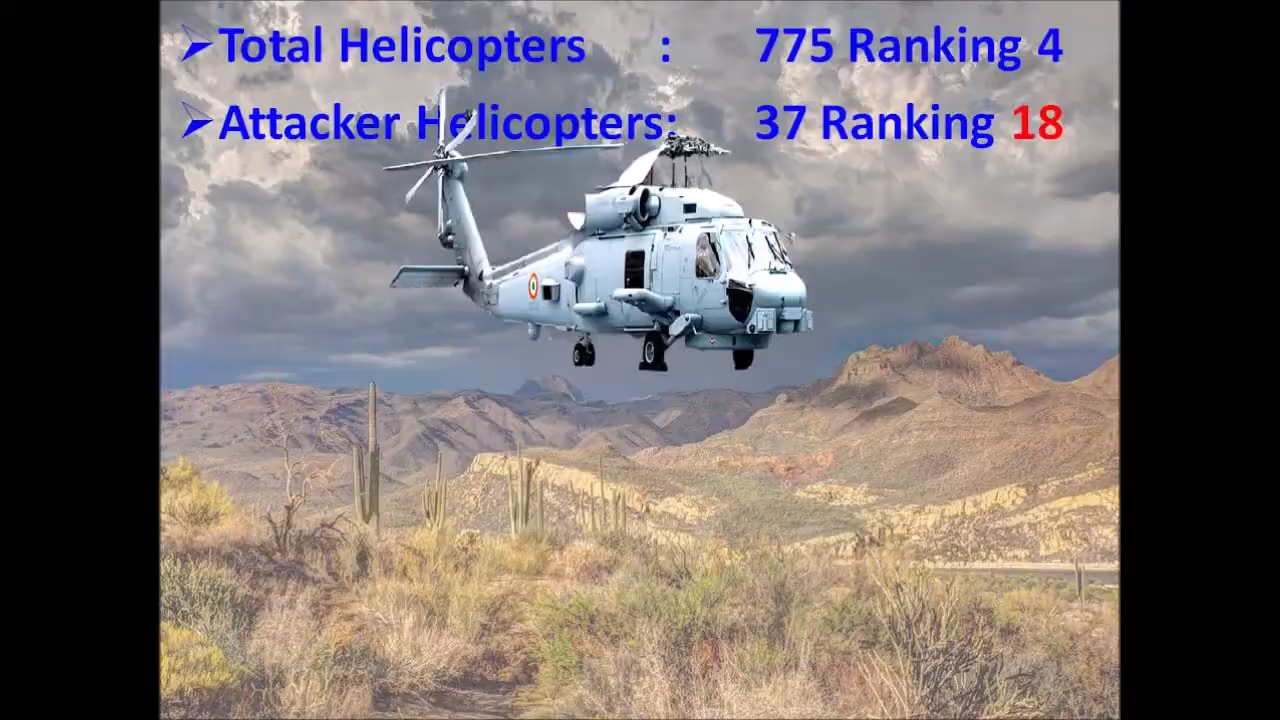 ➢Total Helicopters : 775 Ranking 4
➢Attacker Helicopters: 37 Ranking 18